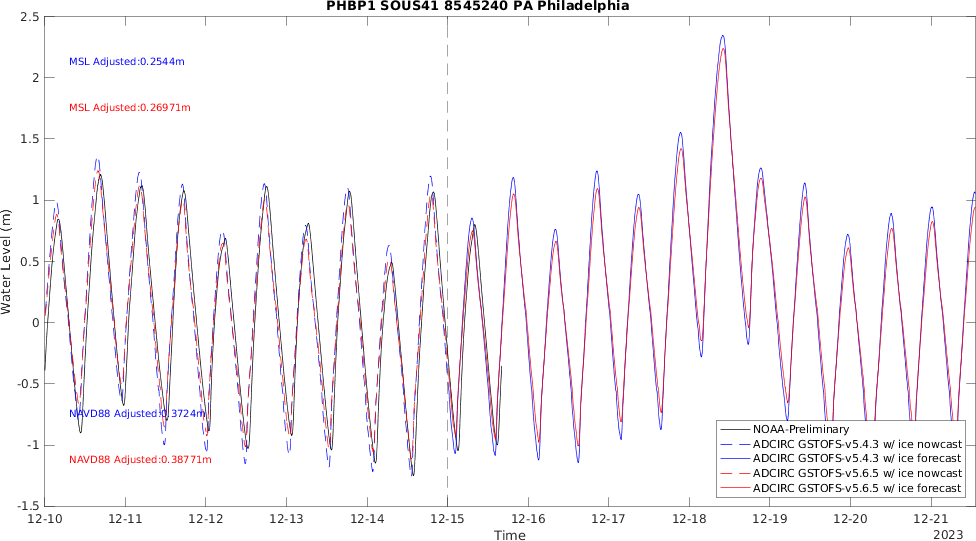 PHBP1 SOUS41 8545240 PA Philadelphia
2.5
2
1.5
1
0.5
0
-0.5
-1
-1.5
Water Level (m)
MSL Adjusted:0.2544m
MSL Adjusted:0.26971m
NAVD88 Adjusted:0.3724m
NAVD88 Adjusted:0.38771m
NOAA-Preliminary
ADCIRC GSTOFS-v5.4.3 w/ ice nowcast
ADCIRC GSTOFS-v5.4.3 w/ ice forecast
ADCIRC GSTOFS-v5.6.5 w/ ice nowcast
ADCIRC GSTOFS-v5.6.5 w/ ice forecast
12-10 12-11 12-12 12-13 12-14 12-15 12-16 12-17 12-18 12-19 12-20 12-21
Time
2023